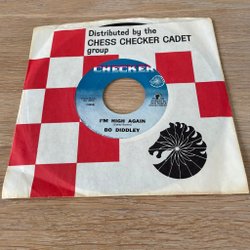 Distributed by the
CHESS CHECKER CADET
group
CHECKER
I'M HIGH AGAIN
BO DIDDLEY